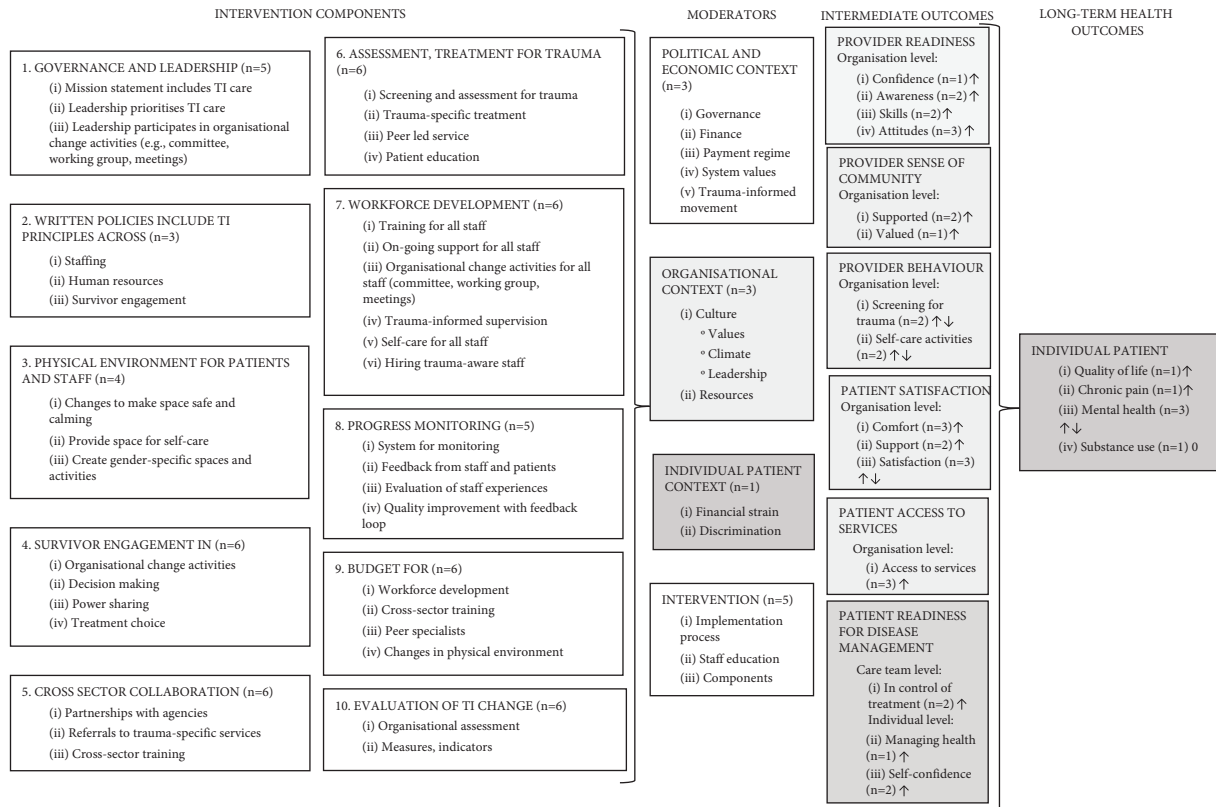 INTERVENTION COMPONENTS
1. GOVERNANCE AND LEADERSHIP (n=5)
(i) Mission statement includes TI care
(ii) Leadership prioritises TI care
(iii) Leadership participates in organisational
change activities (e.g., committee,
working group, meetings)
2. WRITTEN POLICIES INCLUDE TI
PRINCIPLES ACROSS (n=3)
(i) Staffing
(ii) Human resources
(iii) Survivor engagement
3. PHYSICAL ENVIRONMENT FOR PATIENTS
AND STAFF (n=4)
(i) Changes to make space safe and
calming
(ii) Provide space for self-care
(iii) Create gender-specific spaces and
activities
4. SURVIVOR ENGAGEMENT IN (n=6)
(i) Organisational change activities
(ii) Decision making
(iii) Power sharing
(iv) Treatment choice
5. CROSS SECTOR COLLABORATION (n=6)
(i) Partnerships with agencies
(ii) Referrals to trauma-specific services
(iii) Cross-sector training
6. ASSESSMENT, TREATMENT FOR TRAUMA
(n=6)
(i) Screening and assessment for trauma
(ii) Trauma-specific treatment
(iii) Peer led service
(iv) Patient education
7. WORKFORCE DEVELOPMENT (n=6)
(i) Training for all staff
(ii) On-going support for all staff
(iii) Organisational change activities for all
staff (committee, working group,
meetings)
(iv) Trauma-informed supervision
(v) Self-care for all staff
(vi) Hiring trauma-aware staff
8. PROGRESS MONITORING (n=5)
(i) System for monitoring
(ii) Feedback from staff and patients
(iii) Evaluation of staff experiences
(iv) Quality improvement with feedback
loop
9. BUDGET FOR (n=6)
(i) Workforce development
(ii) Cross-sector training
(iii) Peer specialists
(iv) Changes in physical environment
10. EVALUATION OF TI CHANGE (n=6)
(i) Organisational assessment
(ii) Measures, indicators
MODERATORS
POLITICAL AND
ECONOMIC CONTEXT
(n=3)
(i) Governance
(ii) Finance
(iii) Payment regime
(iv) System values
(v) Trauma-informed
movement
ORGANISATIONAL
CONTEXT (n=3)
(i) Culture
º Values
º Climate
º Leadership
(ii) Resources
INDIVIDUAL PATIENT
CONTEXT (n=1)
(i) Financial strain
(ii) Discrimination
INTERVENTION (n=5)
(i) Implementation
process
(ii) Staff education
(iii) Components
INTERMEDIATE OUTCOMES
PROVIDER READINESS
Organisation level:
(i) Confidence (n=1)↑
(ii) Awareness (n=2)↑
(iii) Skills (n=2)↑
(iv) Attitudes (n=3) ↑
PROVIDER SENSE OF
COMMUNITY
Organisation level:
(i) Supported (n=2)↑
(ii) Valued (n=1)↑
PROVIDER BEHAVIOUR
Organisation level:
(i) Screening for
trauma (n=2) ↑↓
(ii) Self-care activities
(n=2) ↑↓
PATIENT SATISFACTION
Organisation level:
(i) Comfort (n=3)↑
(ii) Support (n=2)↑
(iii) Satisfaction (n=3)
↑↓
PATIENT ACCESS TO
SERVICES
Organisation level:
(i) Access to services
(n=3) ↑
PATIENT READINESS
FOR DISEASE
MANAGEMENT
Care team level:
(i) In control of
treatment (n=2) ↑
Individual level:
(ii) Managing health
(n=1) ↑
(iii) Self-confidence
(n=2) ↑
LONG-TERM HEALTH
OUTCOMES
INDIVIDUAL PATIENT
(i) Quality of life (n=1)↑
(ii) Chronic pain (n=1)↑
(iii) Mental health (n=3)
↑↓
(iv) Substance use (n=1) 0